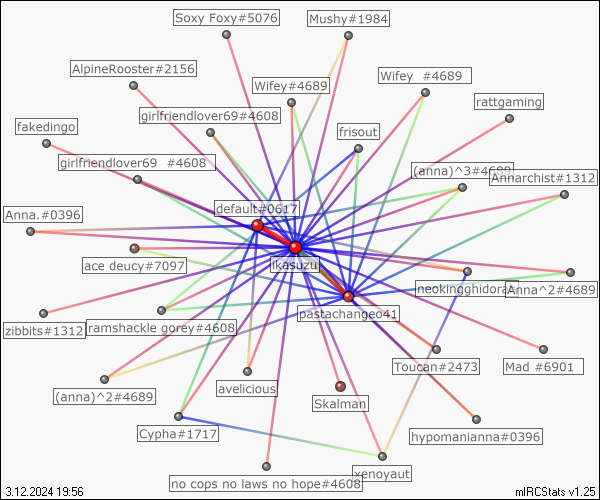 Soxy Foxy#5076
Mushy#1984
AlpineRooster#2156
Wifey#4689
Wifey #4689
rattgaming
girlfriendlover69#4608
fakedingo
frisout
girlfriendlover69 #4608
(anna)^3#4689
Annarchist#1312
Anna.#0396
default#0617
ace deucy#7097
ikasuzu
neokingghidora
Anna^2#4689
pastachangeo41
zibbits#1312
ramshackle gorey#4608
Toucan#2473
Mad #6901
(anna)^2#4689
avelicious
Skalman
Cypha#1717
hypomanianna#0396
no cops no laws no hope#4608
xenoyaut
3.12.2024 19:56
mIRCStats v1.25